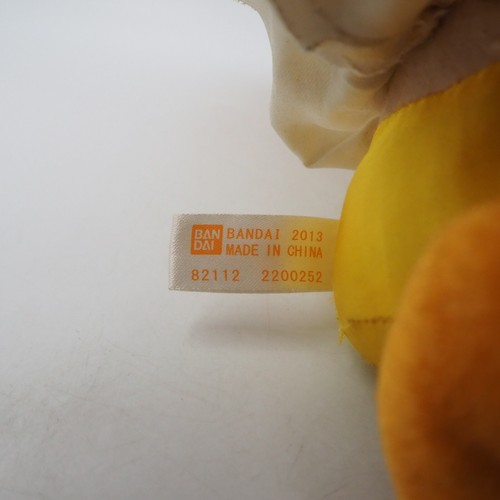 BAN
DAI
BANDAI 2013
MADE IN CHINA
82112 2200252